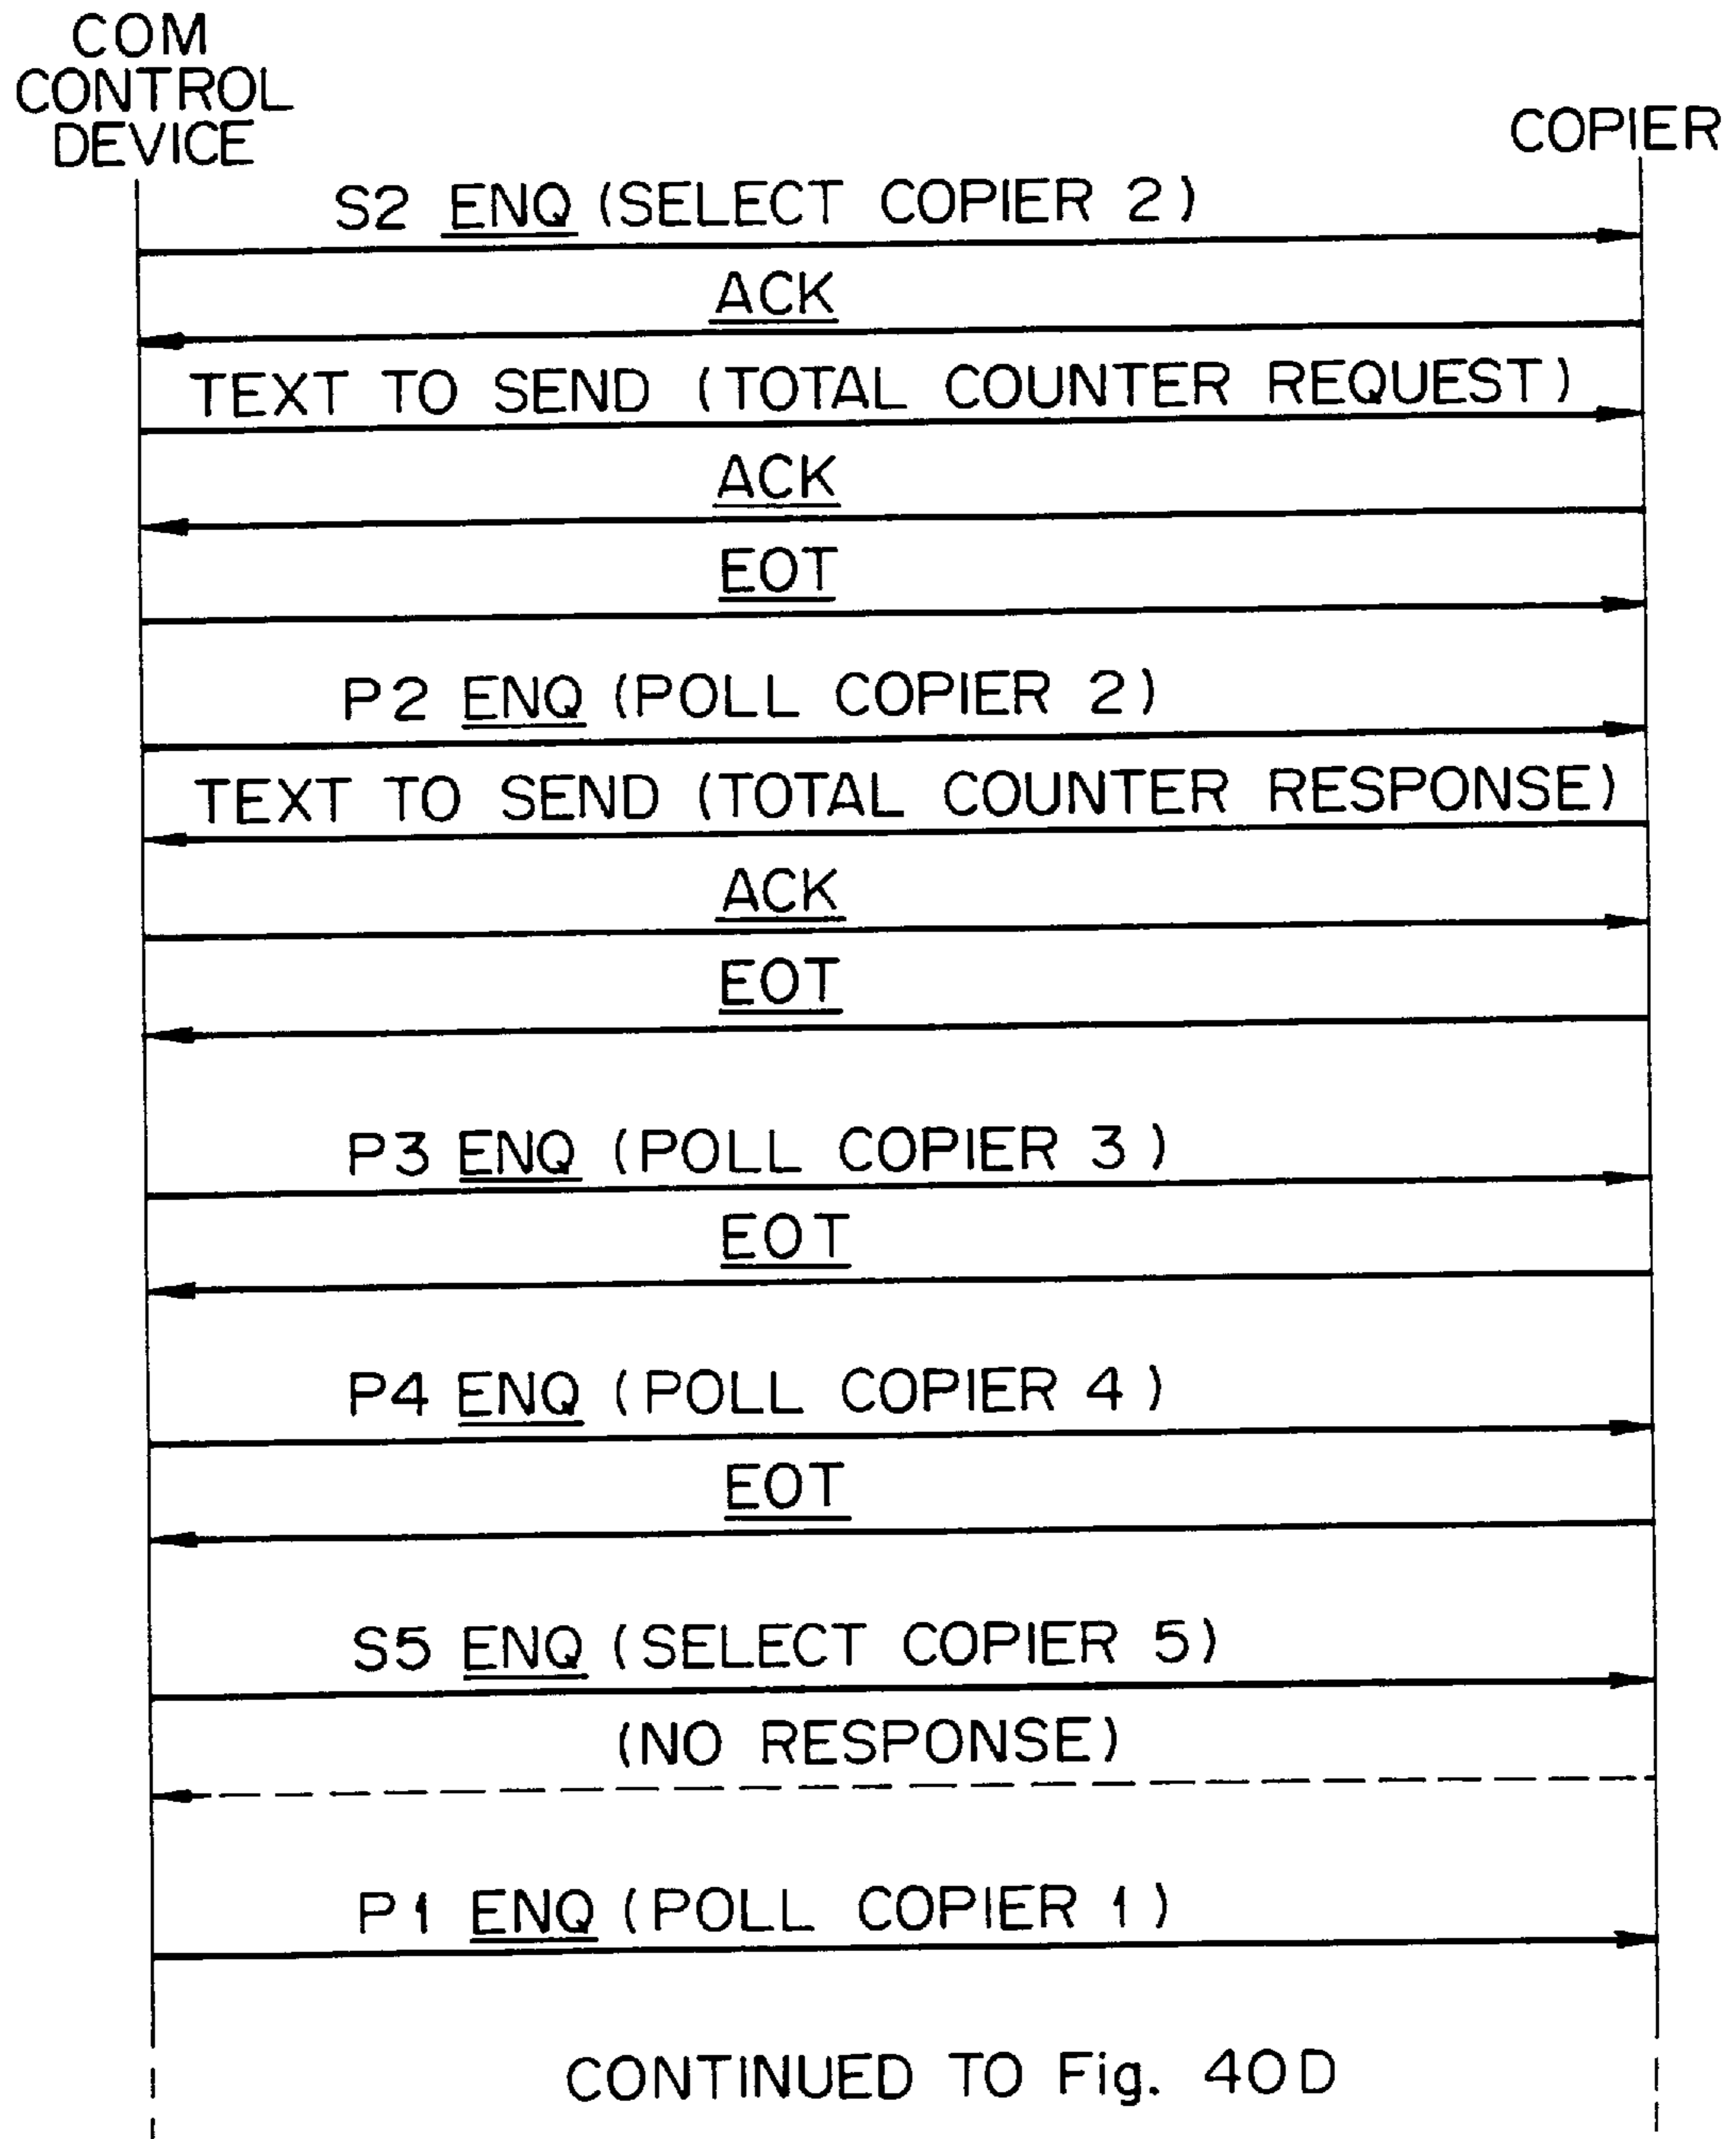 COM
CONTROL
DEVICE
COPIER
S2 ENQ (SELECT COPIER 2)
ACK
TEXT TO SEND (TOTAL COUNTER REQUEST)
ACK
EOT
P2 ENQ (POLL COPIER 2)
TEXT TO SEND (TOTAL COUNTER RESPONSE)
ACK
EOT
P3 ENQ (POLL COPIER 3)
EOT
P4 ENQ (POLL COPIER 4)
EOT
S5 ENQ (SELECT COPIER 5)
(NO RESPONSE)
P1 ENQ (POLL COPIER 1)
CONTINUED TO Fig. 40D